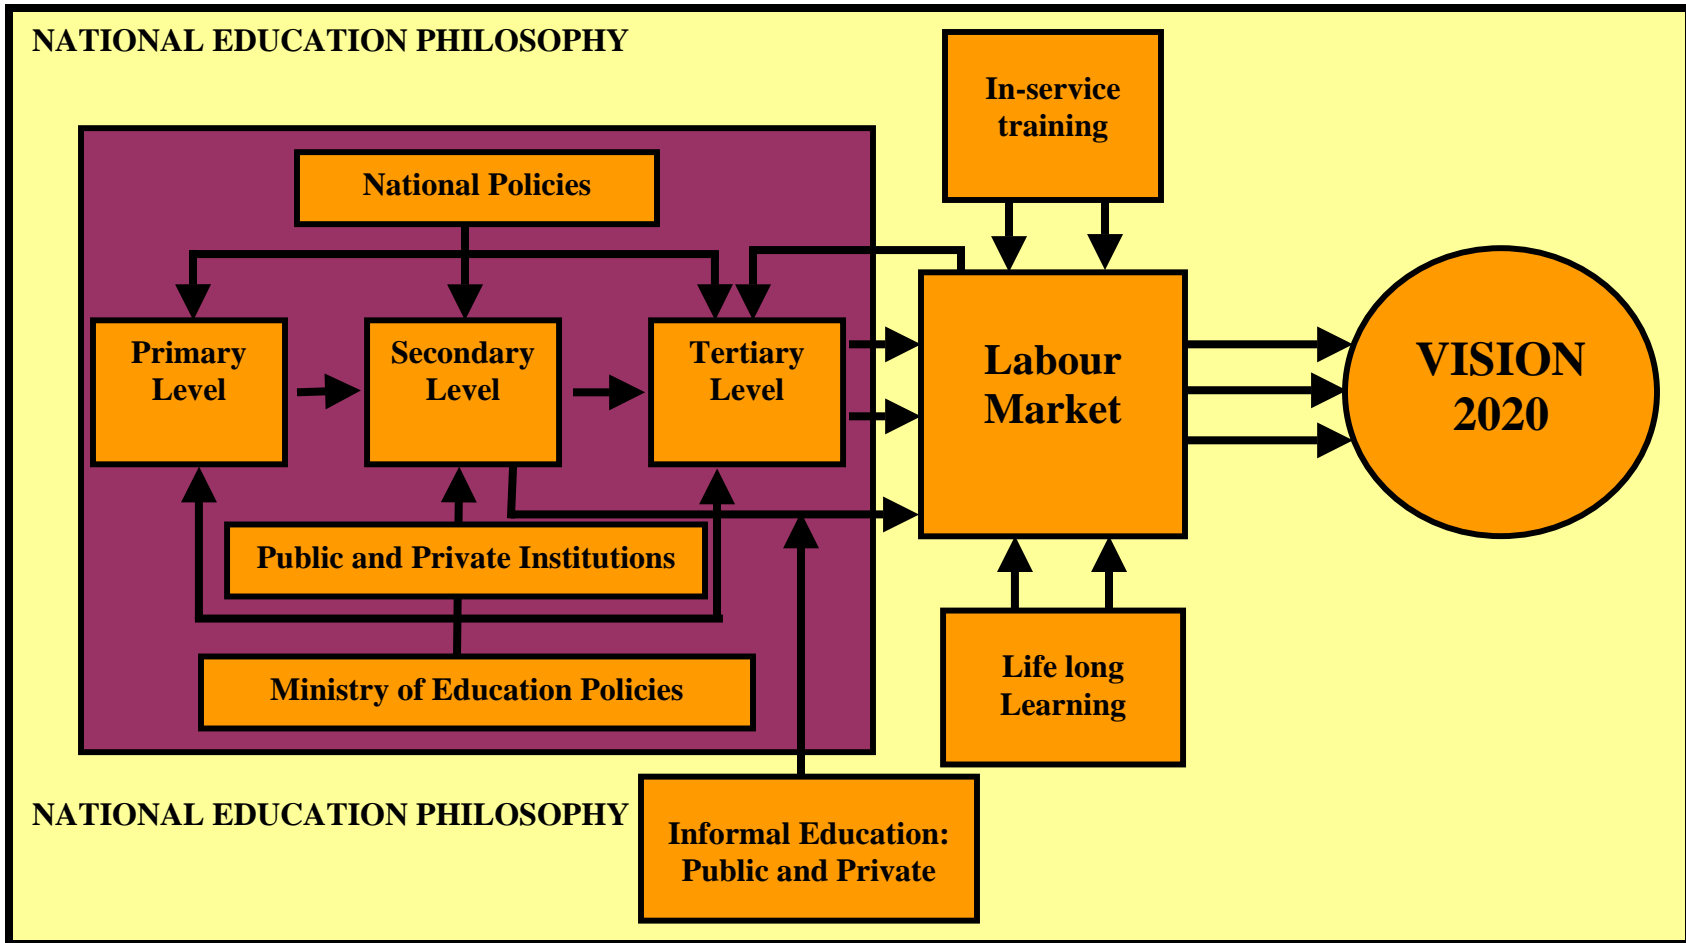 NATIONAL EDUCATION PHILOSOPHY
In-service
training
National Policies
Primary
Level
Secondary
Level
Tertiary
Level
Labour
Market
VISION
2020
Public and Private Institutions
Ministry of Education Policies
Life long
Learning
NATIONAL EDUCATION PHILOSOPHY
Informal Education:
Public and Private